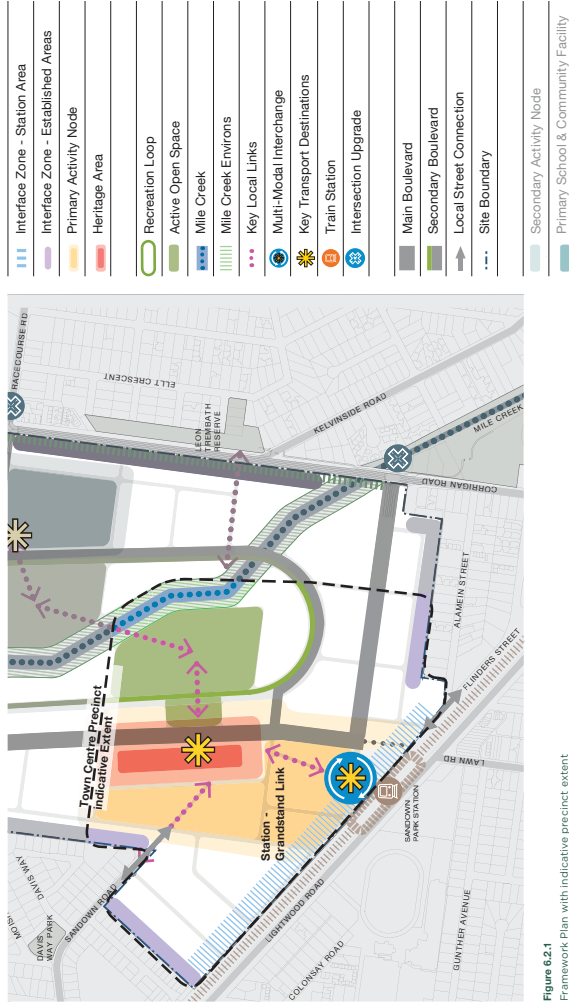 RACECOURSE RD
ELLT CRESCENT
LEON
TREMBATH
RESERVE
KELVINSIDE ROAD
MILE CREEK
CORRIGAN ROAD
ALAMEIN STREET
FLINDERS STREET
LAWN RD
SANDOWN
PARK STATION
Town Centre Precinct
indicative Extent
Station -
Grandstand Link
DAVIS WAY
DAVIS
WAY PARK
SANDOWN ROAD
LIGHTWOOD ROAD
COLONSAY ROAD
GUNTHER AVENUE
Interface Zone - Station Area
Interface Zone - Established Areas
Primary Activity Node
Heritage Area
Recreation Loop
Active Open Space
Mile Creek
Mile Creek Environs
Key Local Links
Multi-Modal Interchange
Key Transport Destinations
Train Station
Intersection Upgrade
Main Boulevard
Secondary Boulevard
Local Street Connection
Site Boundary
Secondary Activity Node
Primary School & Community Facility
Figure 6.2.1
Framework Plan with indicative precinct extent